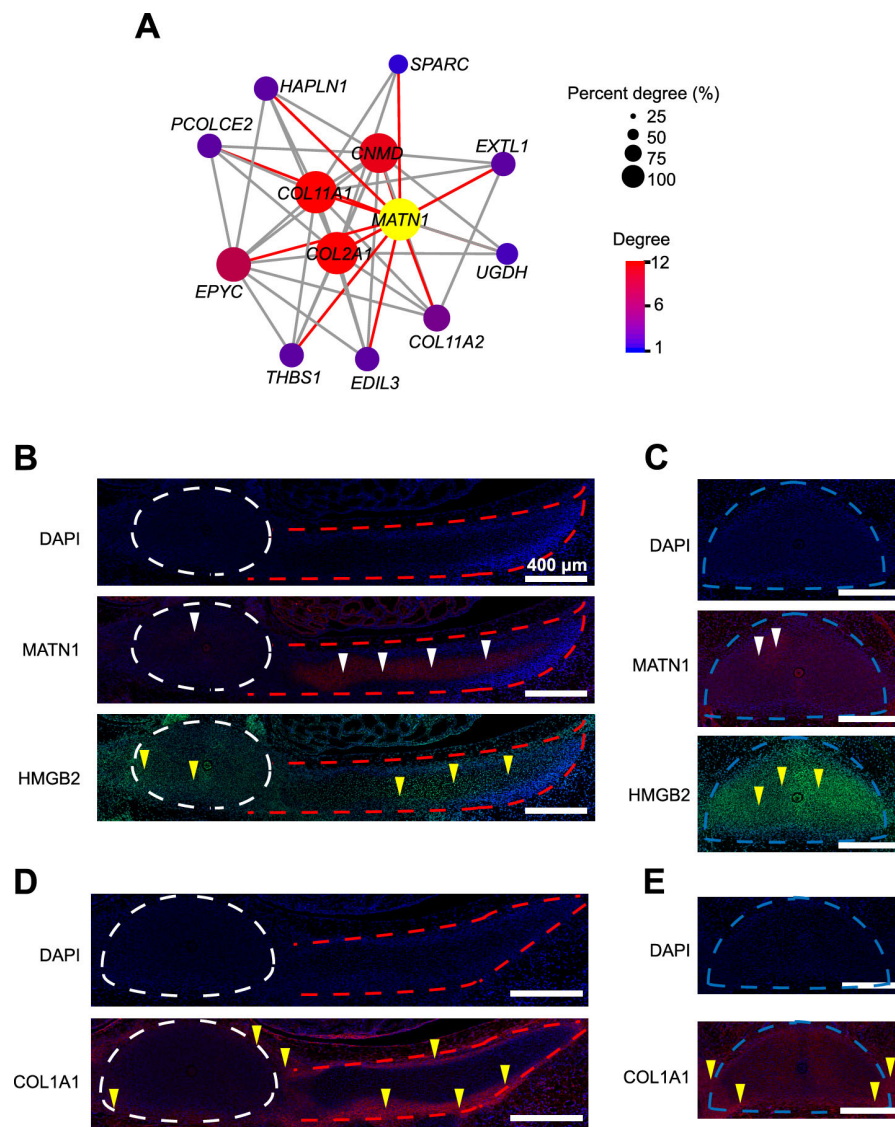 A
SPARC
HAPLN1
PCOLCE2
CNMD
EXTL1
COL11A1
MATN1
COL2A1
UGDH
EPYC
COL11A2
THBS1
EDIL3
Percent degree (%)
25
50
75
100
Degree
12
6
1
B
DAPI
400 μm
MATN1
HMGB2
C
DAPI
MATN1
HMGB2
D
DAPI
COL1A1
E
DAPI
COL1A1